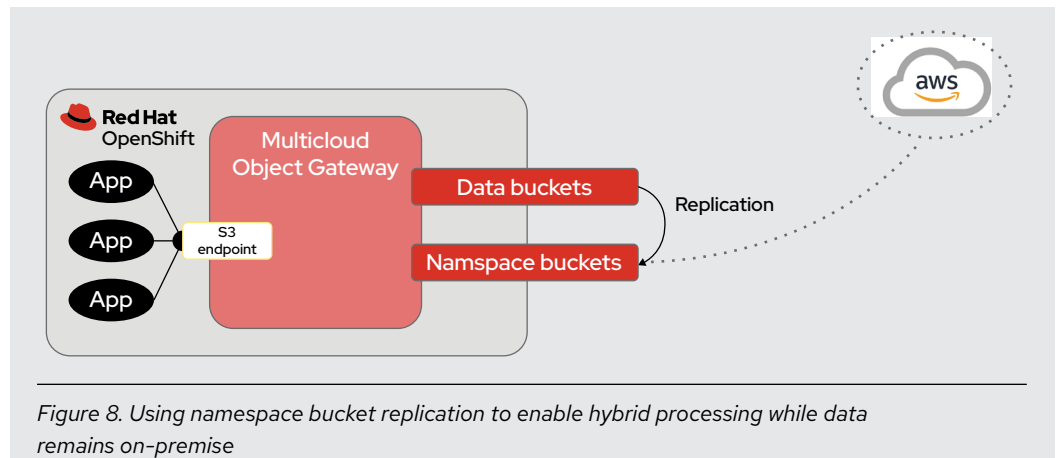 aws
Red Hat
OpenShift
Multicloud
Object Gateway
App
App
App
S3
endpoint
Data buckets
Replication
Namspace buckets
Figure 8. Using namespace bucket replication to enable hybrid processing while data
remains on-premise